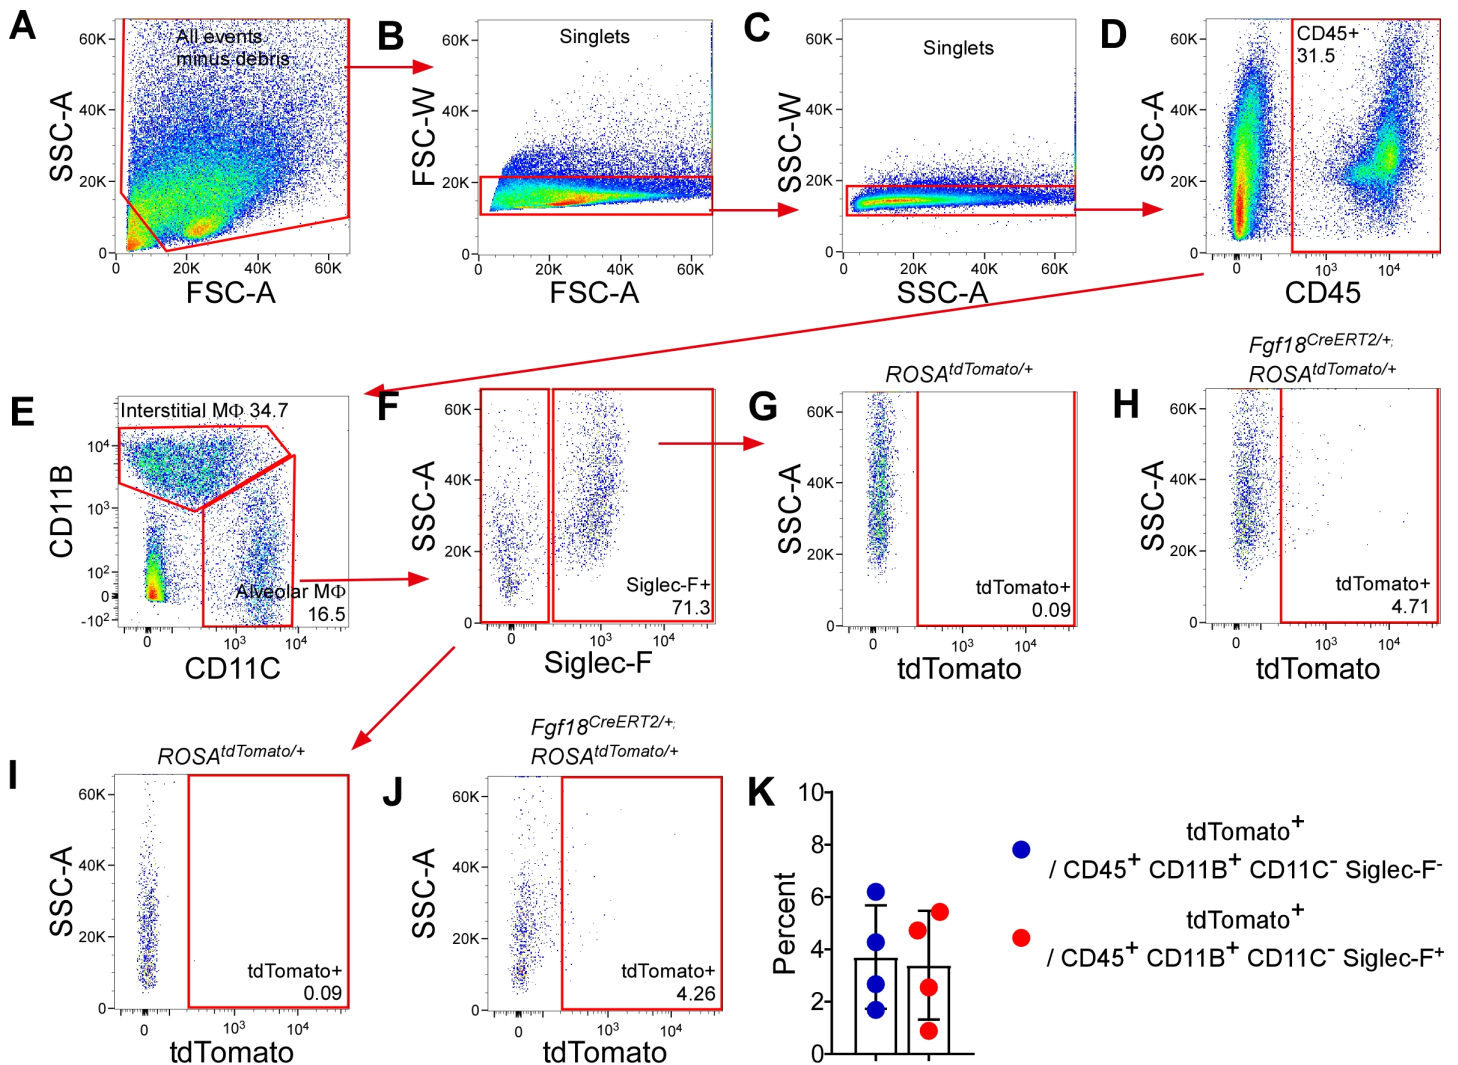 A
All events
minus debris
SSC-A
60K
40K
20K
0
0
20K
40K
60K
FSC-A
B
Singlets
FSC-W
60K
40K
20K
0
0
20K
40K
60K
FSC-A
C
Singlets
SSC-W
60K
40K
20K
0
0
20K
40K
60K
SSC-A
D
CD45+
31.5
SSC-A
60K
40K
20K
0
0
10³
10⁴
CD45
E
Interstitial MΦ 34.7
CD11B
10⁴
10³
10²
0
-10²
Alveolar MΦ
16.5
0
10³
10⁴
CD11C
F
SSC-A
60K
40K
20K
0
Siglec-F+
71.3
0
10³
10⁴
Siglec-F
G
ROSAtdTomato/+
SSC-A
60K
40K
20K
0
tdTomato+
0.09
0
10³
10⁴
tdTomato
H
Fgf18CreERT2/+;
ROSAtdTomato/+
SSC-A
60K
40K
20K
0
tdTomato+
4.71
0
10³
10⁴
tdTomato
I
ROSAtdTomato/+
SSC-A
60K
40K
20K
0
tdTomato+
0.09
0
10³
10⁴
tdTomato
J
Fgf18CreERT2/+;
ROSAtdTomato/+
SSC-A
60K
40K
20K
0
tdTomato+
4.26
0
10³
10⁴
tdTomato
K
Percent
10
8
6
4
2
0
tdTomato⁺
/ CD45⁺ CD11B⁺ CD11C⁻ Siglec-F⁻
tdTomato⁺
/ CD45⁺ CD11B⁺ CD11C⁻ Siglec-F⁺